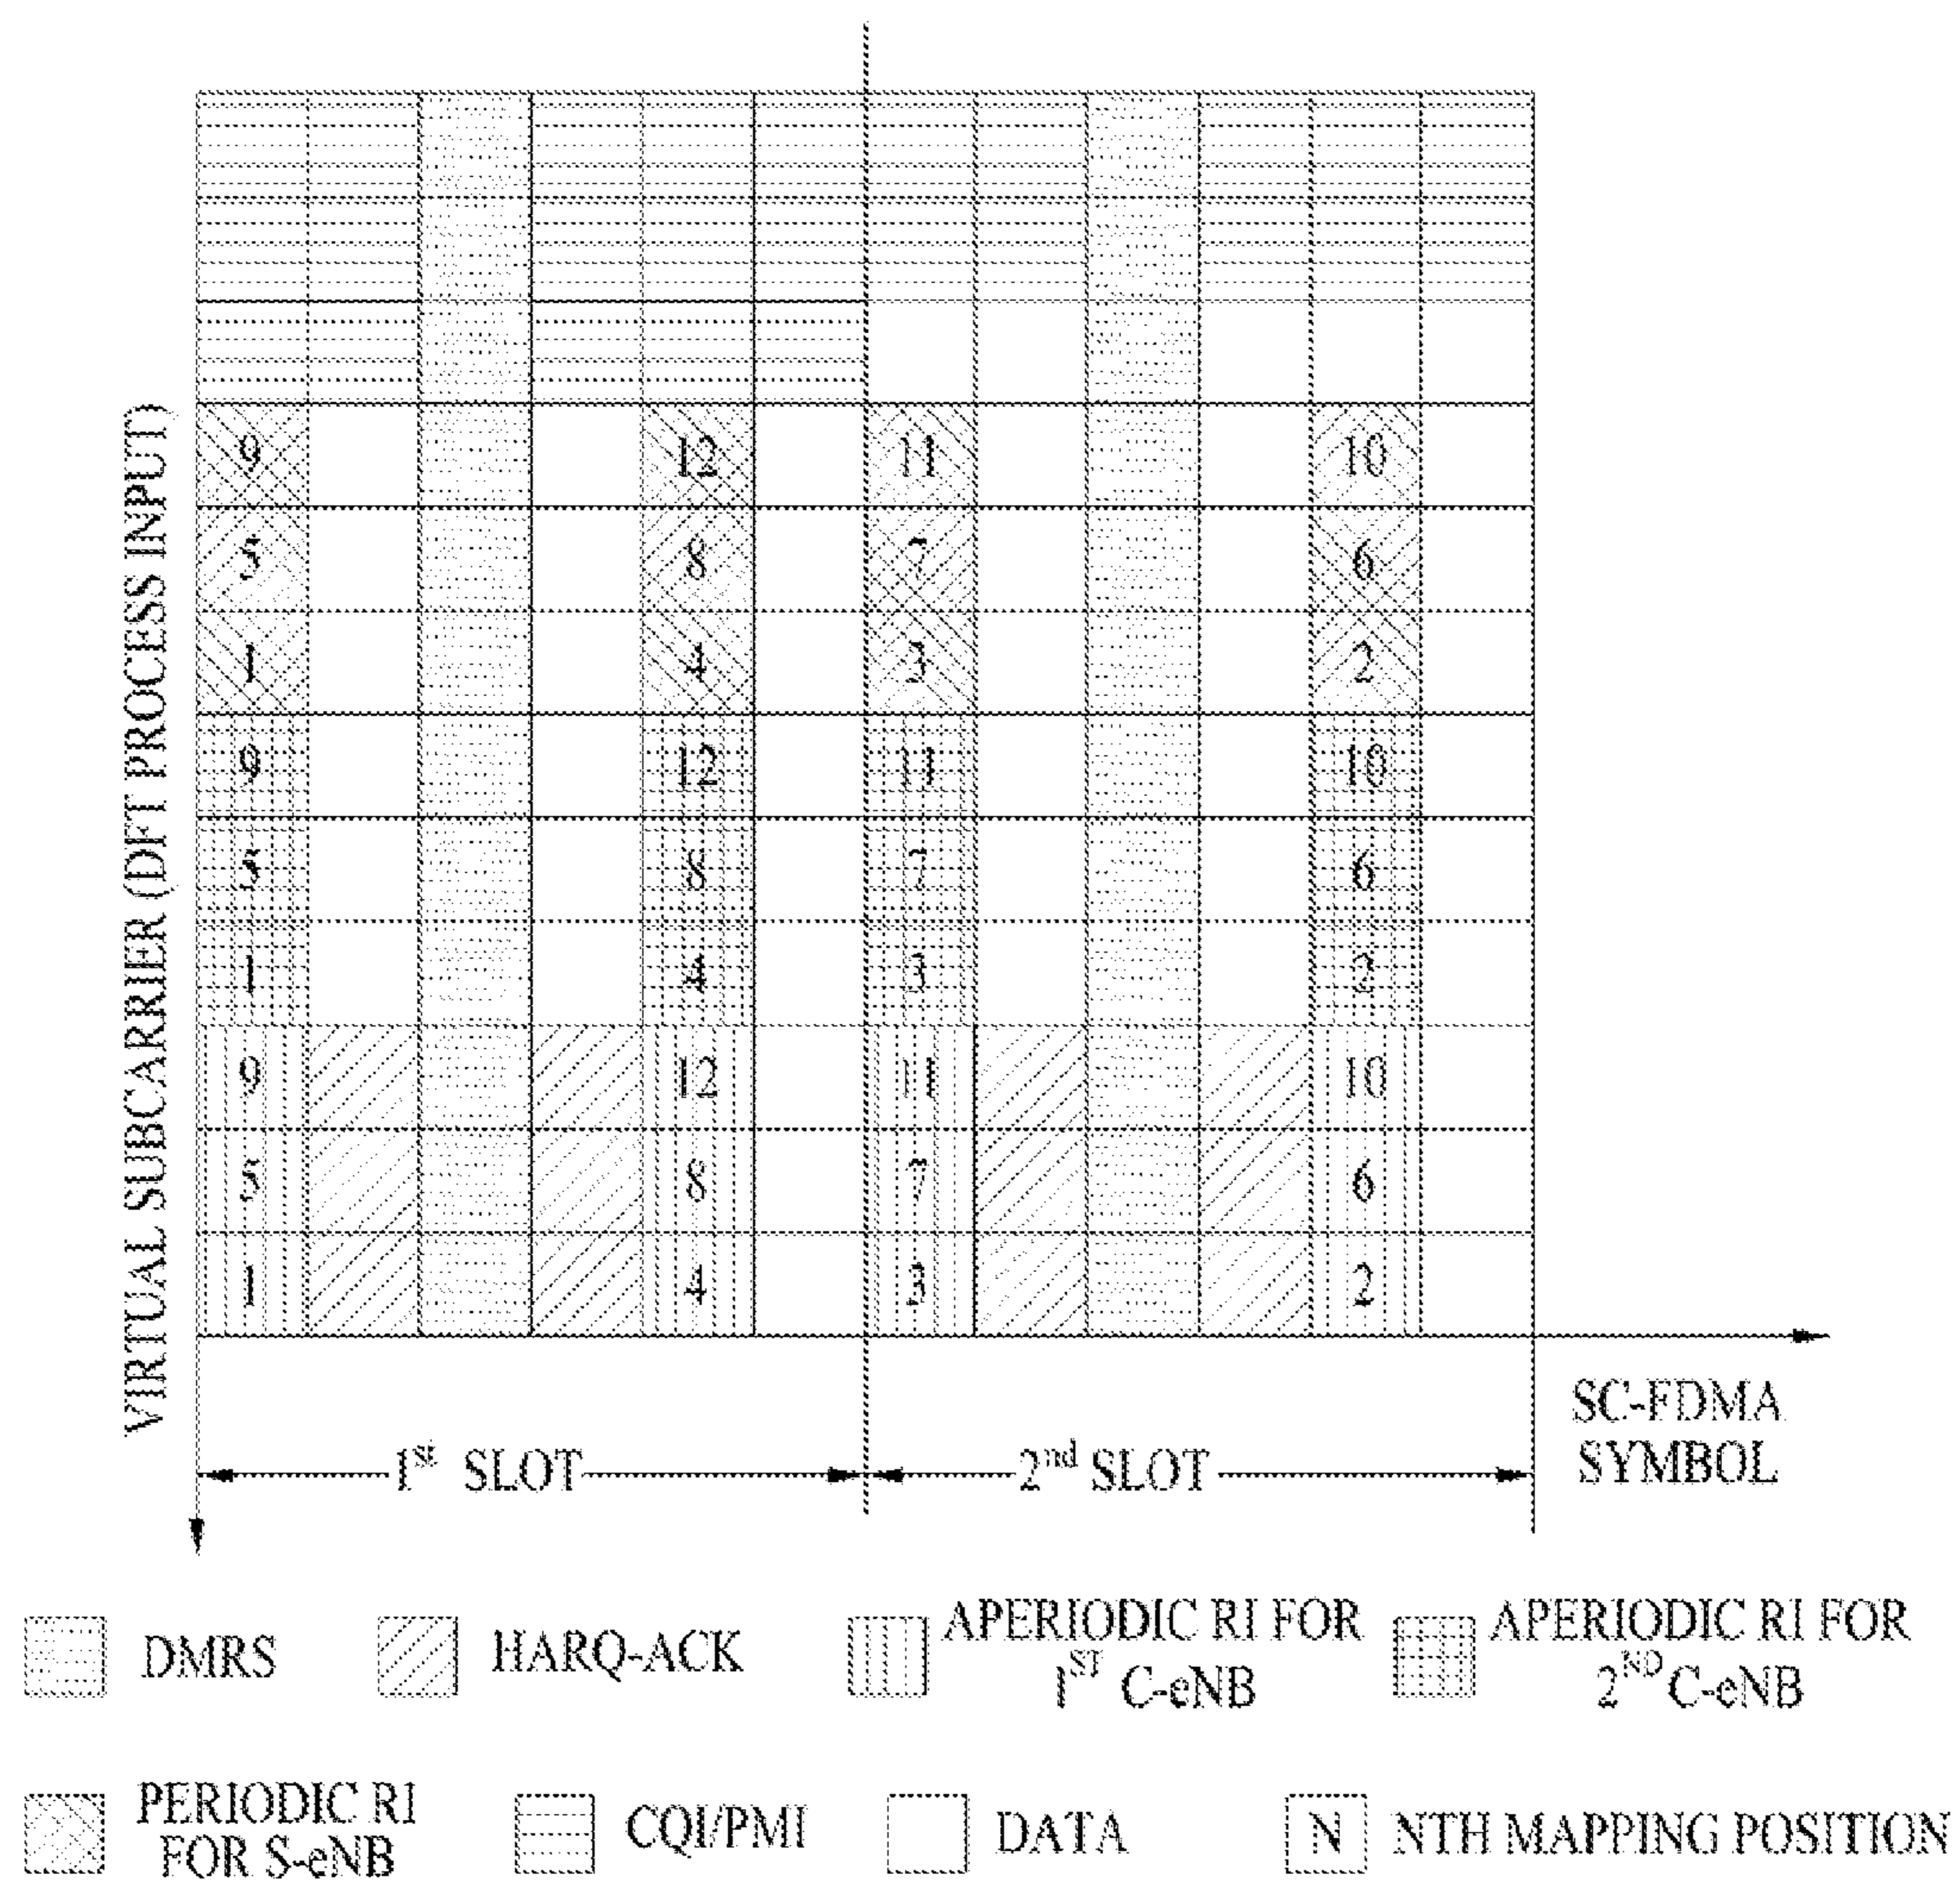 VIRTUAL SUBCARRIER (DFT PROCESS INPUT)
9 12 11 10
5 8 7 6
1 4 3 2
9 12 11 10
5 8 7 6
1 4 3 2
9 12 11 10
5 8 7 6
1 4 3 2
SC-FDMA
SYMBOL
1st SLOT
2nd SLOT
DMRS
HARQ-ACK
APERIODIC RI FOR
1ST C-eNB
APERIODIC RI FOR
2ND C-eNB
PERIODIC RI
FOR S-eNB
CQI/PMI
DATA
N
NTH MAPPING POSITION